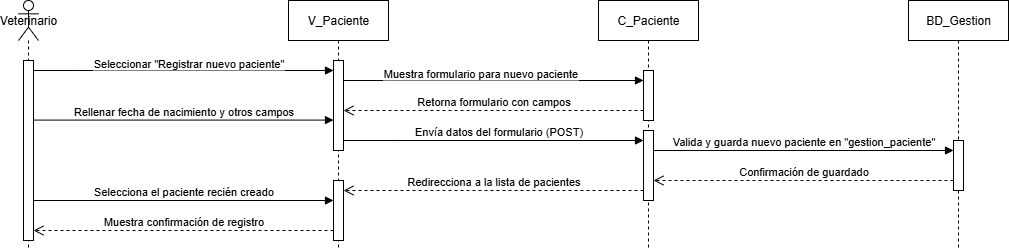 Veterinario
V_Paciente
C_Paciente
BD_Gestion
Seleccionar "Registrar nuevo paciente"
Muestra formulario para nuevo paciente
Retorna formulario con campos
Rellenar fecha de nacimiento y otros campos
Envía datos del formulario (POST)
Valida y guarda nuevo paciente en "gestion_paciente"
Confirmación de guardado
Redirecciona a la lista de pacientes
Selecciona el paciente recién creado
Muestra confirmación de registro